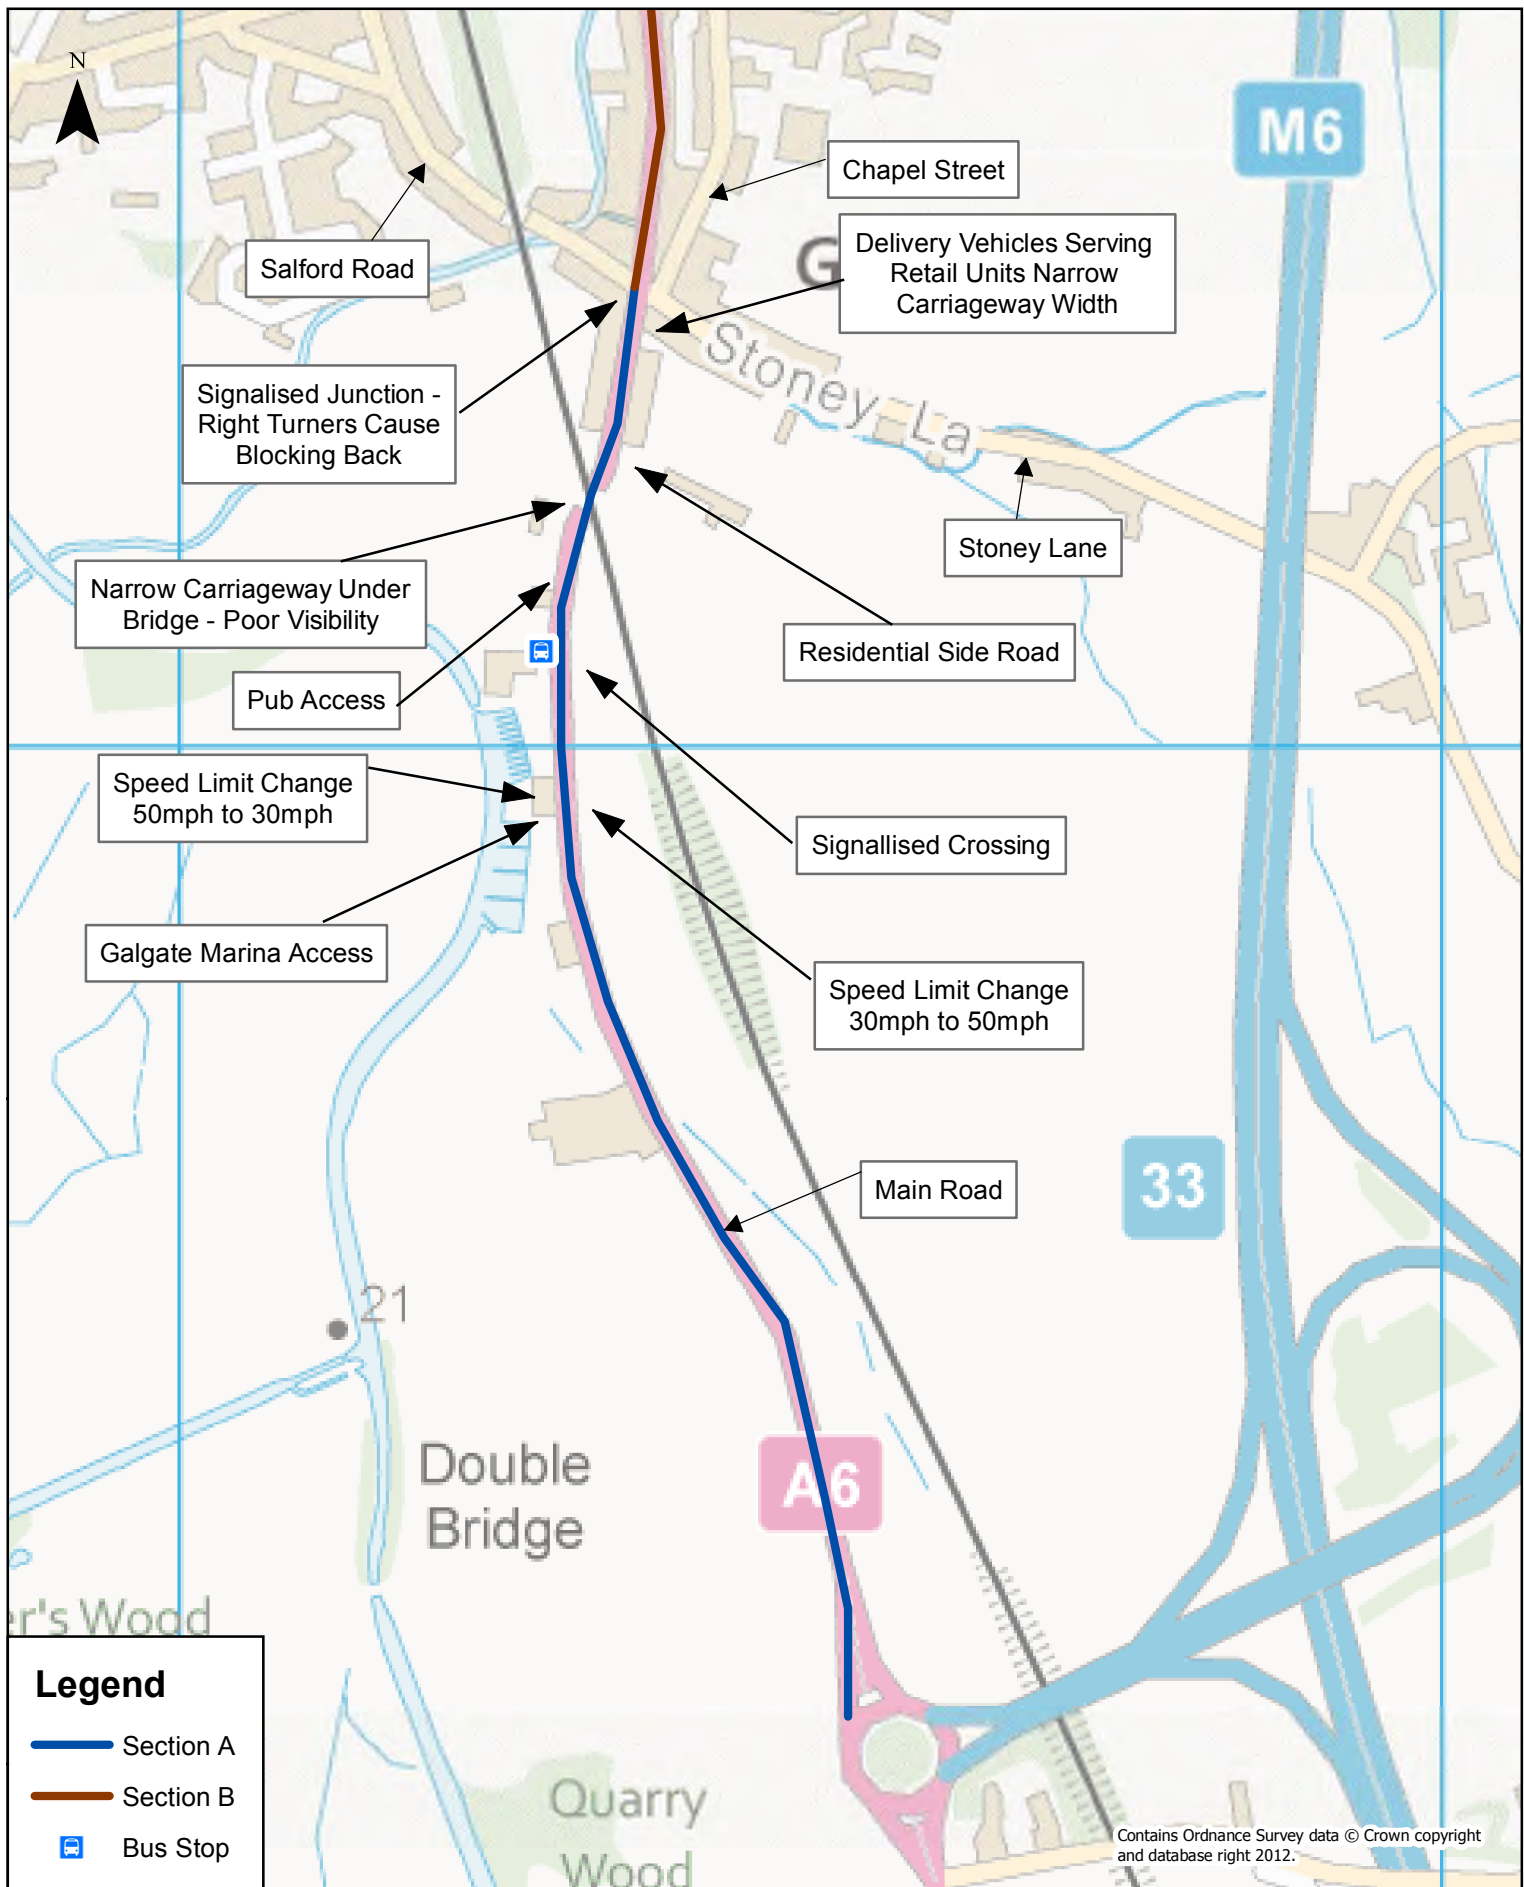 N
M6
Chapel Street
Salford Road
G
Delivery Vehicles Serving
Retail Units Narrow
Carriageway Width
Stoney La
Signalised Junction -
Right Turners Cause
Blocking Back
Stoney Lane
Narrow Carriageway Under
Bridge - Poor Visibility
Residential Side Road
Pub Access
Speed Limit Change
50mph to 30mph
Signallised Crossing
Galgate Marina Access
Speed Limit Change
30mph to 50mph
33
Main Road
21
Double
Bridge
A6
er's Wood
Legend
Section A
Section B
Bus Stop
Quarry
Wood
Contains Ordnance Survey data © Crown copyright
and database right 2012.